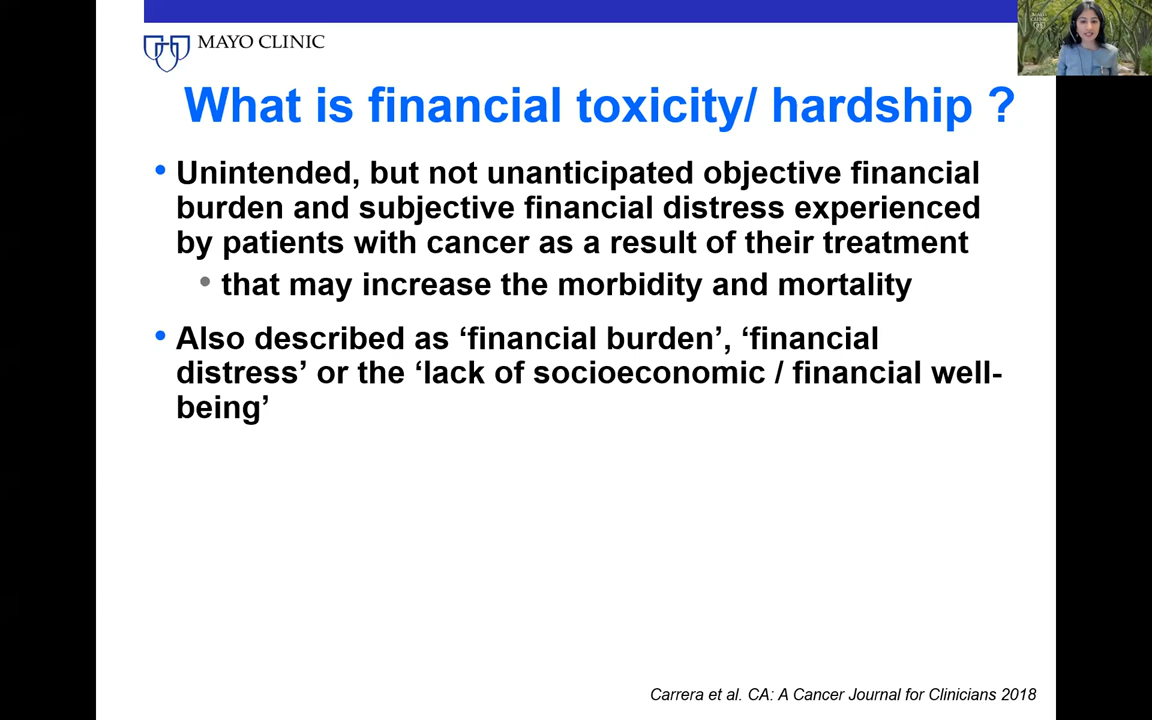 MAYO CLINIC
What is financial toxicity/ hardship ?
• Unintended, but not unanticipated objective financial
burden and subjective financial distress experienced
by patients with cancer as a result of their treatment
• that may increase the morbidity and mortality
• Also described as ‘financial burden’, ‘financial
distress’ or the ‘lack of socioeconomic / financial well-
being’
Carrera et al. CA: A Cancer Journal for Clinicians 2018